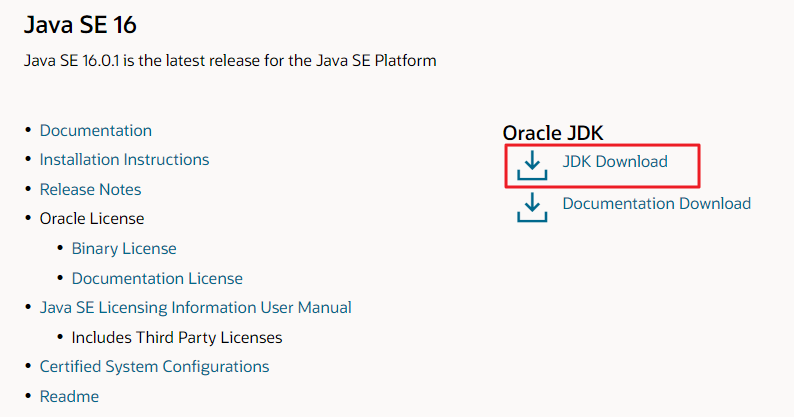 Java SE 16
Java SE 16.0.1 is the latest release for the Java SE Platform
• Documentation
• Installation Instructions
• Release Notes
• Oracle License
• Binary License
• Documentation License
• Java SE Licensing Information User Manual
• Includes Third Party Licenses
• Certified System Configurations
• Readme
Oracle JDK
JDK Download
Documentation Download